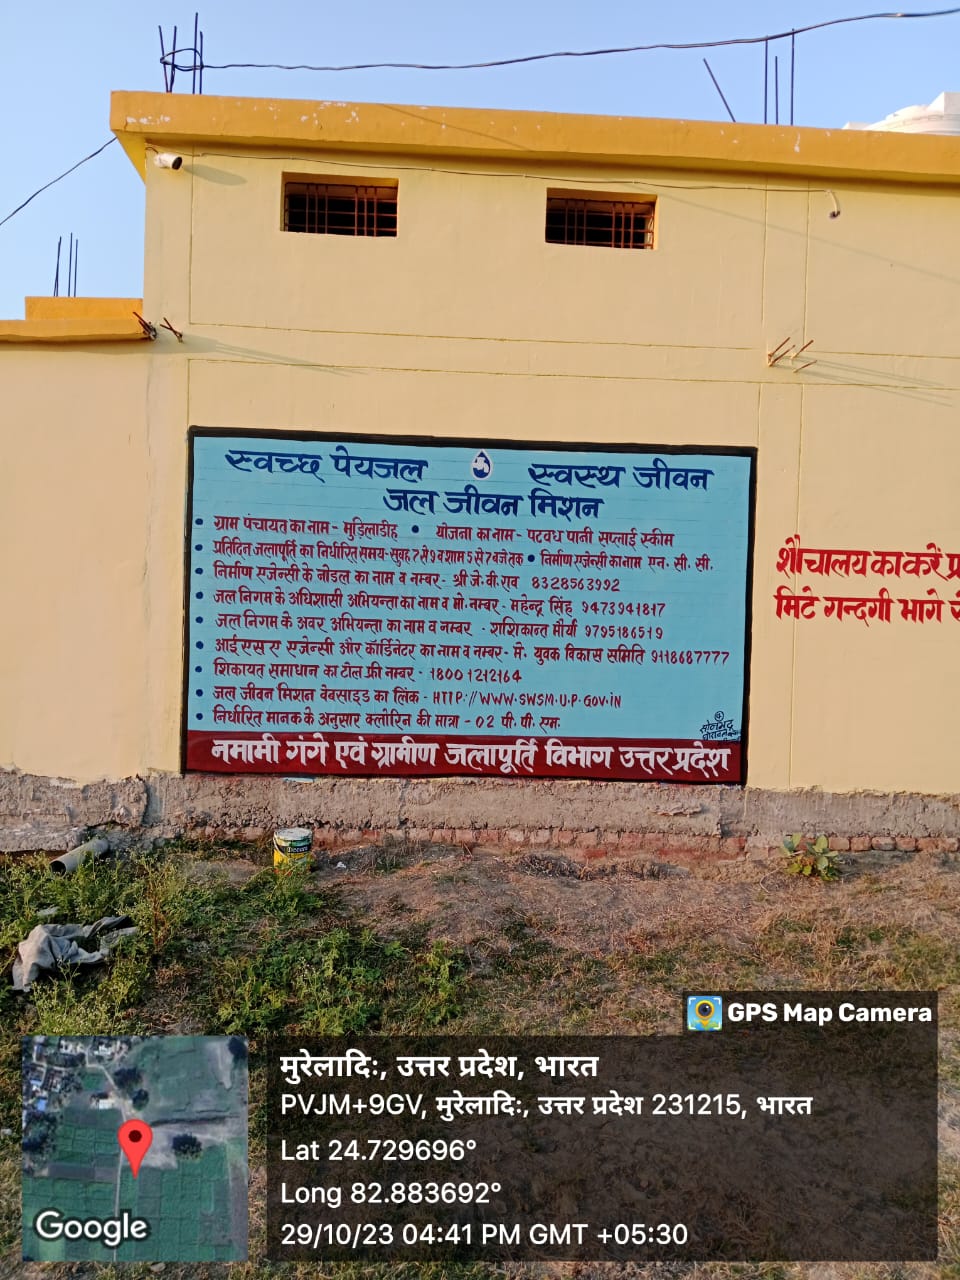 स्वच्छ पेयजल स्वस्थ जीवन
जल जीवन मिशन
• ग्राम पंचायत का नाम - मुड़िलाडीह • योजना का नाम - पटवध पानी सप्लाई स्कीम
• प्रतिदिन जलापूर्ति का निर्धारित समय - सुबह 7 से 9 व शाम 5 से 7 बजे तक • निर्माण एजेन्सी का नाम एन. सी. सी.
• निर्माण एजेन्सी के नोडल का नाम व नम्बर - श्री जे. वी. राव 8328563992
• जल निगम के अधिशासी अभियन्ता का नाम व मो. नम्बर - महेन्द्र सिंह 9473941817
• जल निगम के अवर अभियन्ता का नाम व नम्बर - शशिकान्त मौर्या 9795186519
• आई एस ए एजेन्सी और कॉर्डिनेटर का नाम व नम्बर - मे. युवक विकास समिति 9118687777
• शिकायत समाधान का टोल फ्री नम्बर - 18001212164
• जल जीवन मिशन वेबसाइड का लिंक - HTTP://WWW.SWSM.U.P.GOV.IN
• निर्धारित मानक के अनुसार क्लोरिन की मात्रा - 02 पी. पी. एम.
सोनभद्र
नमामी गंगे एवं ग्रामीण जलापूर्ति विभाग उत्तर प्रदेश
शौचालय का करें
मिटे गन्दगी भागे
GPS Map Camera
मुरेलादिः, उत्तर प्रदेश, भारत
PVJM+9GV, मुरेलादिः, उत्तर प्रदेश 231215, भारत
Lat 24.729696°
Long 82.883692°
29/10/23 04:41 PM GMT +05:30
Google